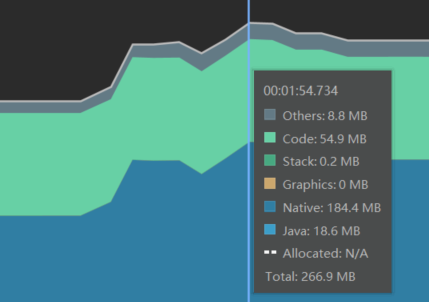 00:01:54.734
Others: 8.8 MB
Code: 54.9 MB
Stack: 0.2 MB
Graphics: 0 MB
Native: 184.4 MB
Java: 18.6 MB
Allocated: N/A
Total: 266.9 MB